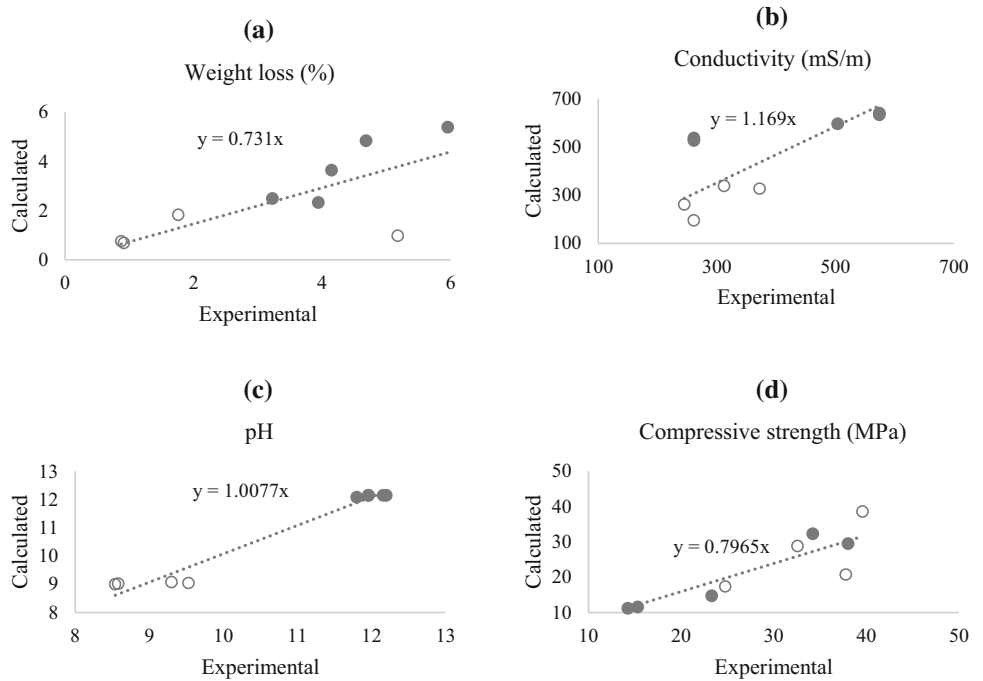 (a)
Weight loss (%)
6
4
2
0
0
2
4
6
Calculated
Experimental
y = 0.731x
(b)
Conductivity (mS/m)
700
500
300
100
100
300
500
700
Calculated
Experimental
y = 1.169x
(c)
pH
13
12
11
10
9
8
8
9
10
11
12
13
Calculated
Experimental
y = 1.0077x
(d)
Compressive strength (MPa)
50
40
30
20
10
10
20
30
40
50
Calculated
Experimental
y = 0.7965x